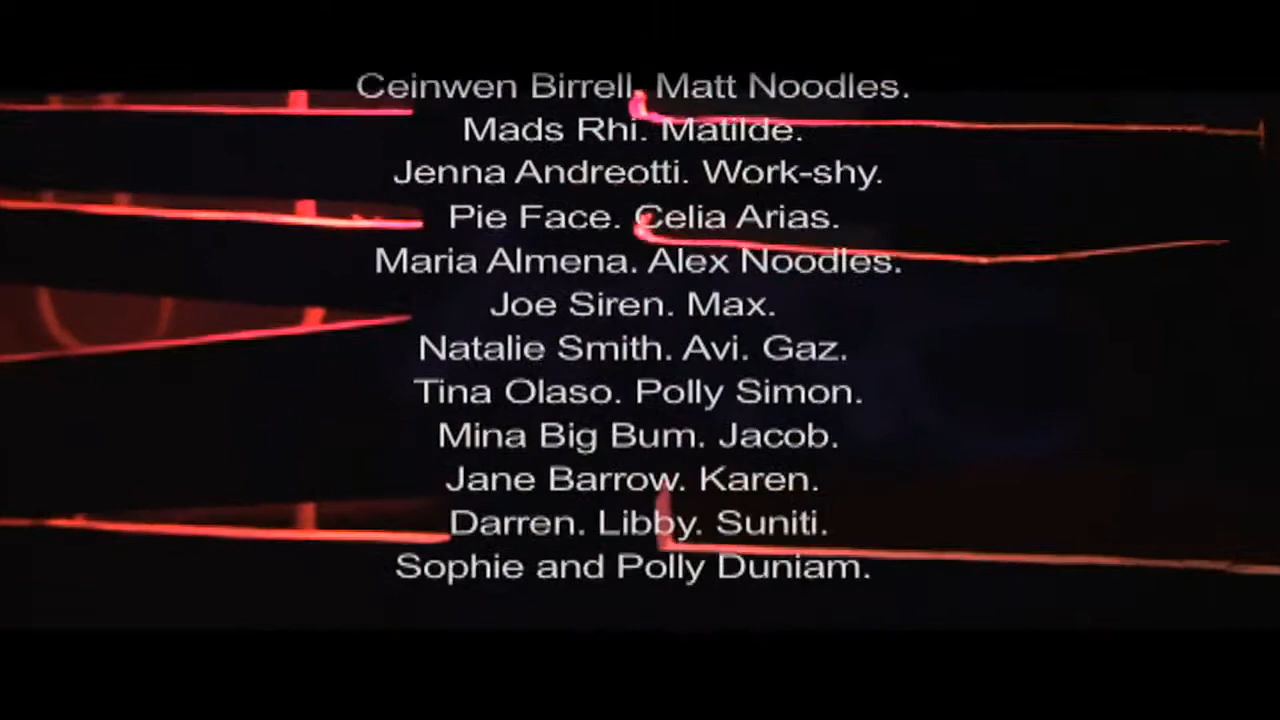 Ceinwen Birrell. Matt Noodles.
Mads Rhi. Matilde.
Jenna Andreotti. Work-shy.
Pie Face. Celia Arias.
Maria Almena. Alex Noodles.
Joe Siren. Max.
Natalie Smith. Avi. Gaz.
Tina Olaso. Polly Simon.
Mina Big Bum. Jacob.
Jane Barrow. Karen.
Darren. Libby. Suniti.
Sophie and Polly Duniam.